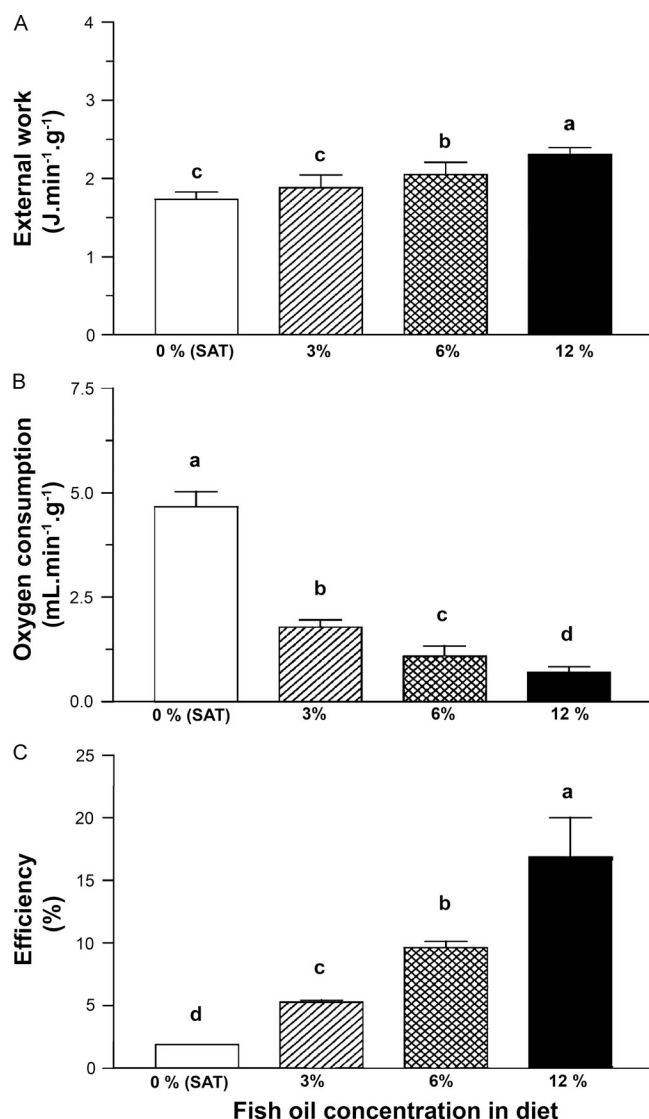 A
External work
(J.min⁻¹.g⁻¹)
4
3
2
1
0
c
c
b
a
0 % (SAT)
3%
6%
12 %
B
Oxygen consumption
(mL.min⁻¹.g⁻¹)
7.5
5.0
2.5
0.0
a
b
c
d
0 % (SAT)
3%
6%
12 %
C
Efficiency
(%)
25
20
15
10
5
0
d
c
b
a
0 % (SAT)
3%
6%
12 %
Fish oil concentration in diet